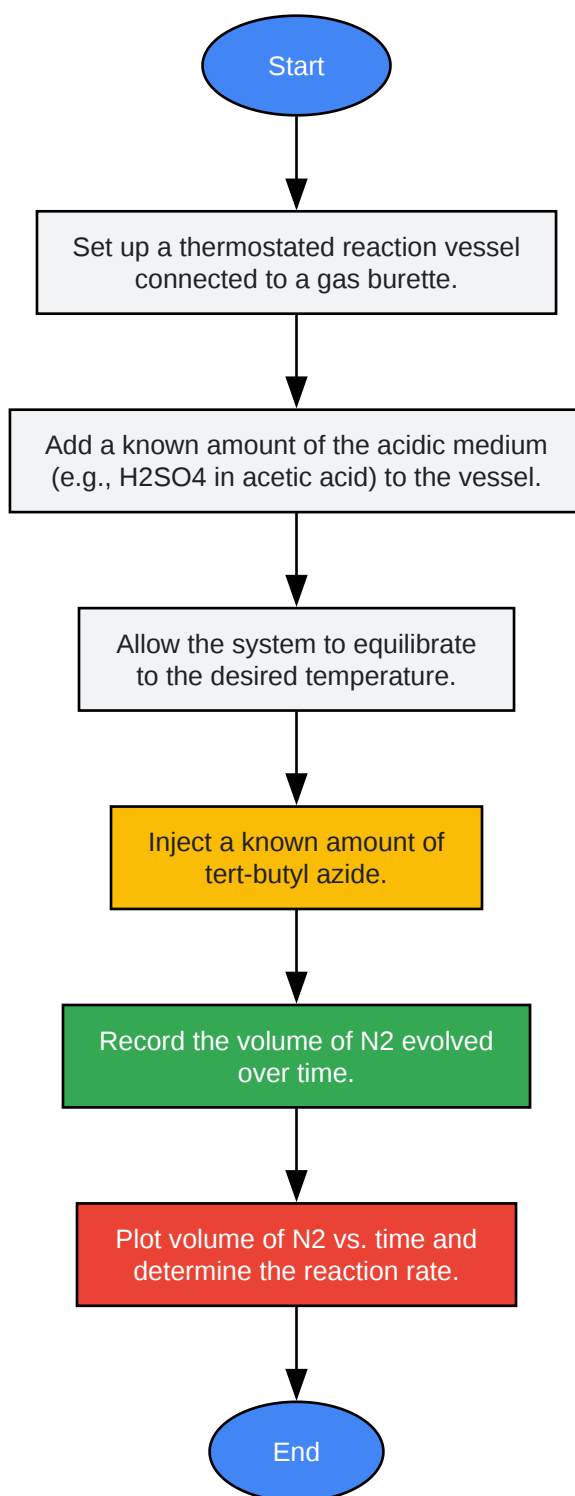 Start
Set up a thermostated reaction vessel
connected to a gas burette.
Add a known amount of the acidic medium
(e.g., H2SO4 in acetic acid) to the vessel.
Allow the system to equilibrate
to the desired temperature.
Inject a known amount of
tert-butyl azide.
Record the volume of N2 evolved
over time.
Plot volume of N2 vs. time and
determine the reaction rate.
End